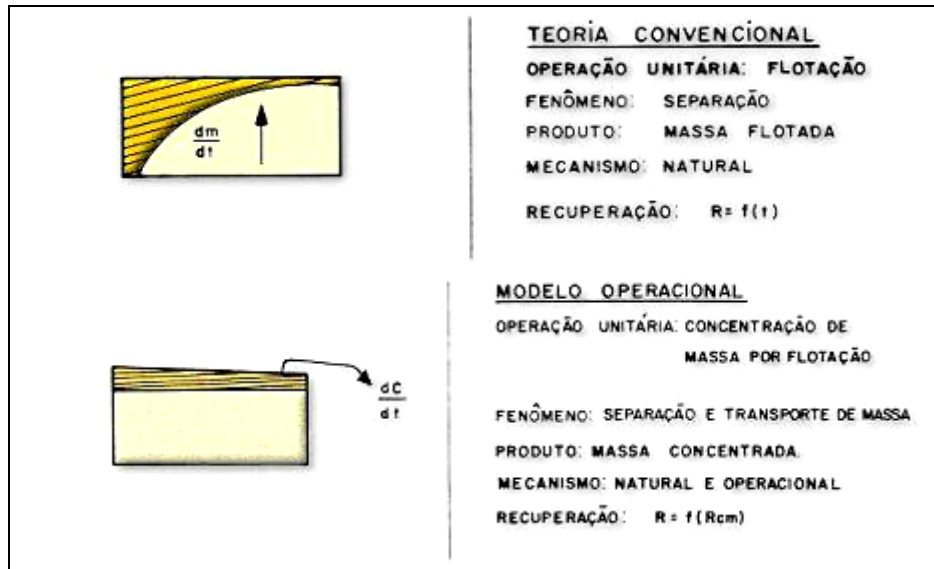 TEORIA CONVENCIONAL
OPERAÇÃO UNITÁRIA: FLOTAÇÃO
FENÔMENO: SEPARAÇÃO
PRODUTO: MASSA FLOTADA
MECANISMO: NATURAL
RECUPERAÇÃO: R= f(t)
dm
dt
MODELO OPERACIONAL
OPERAÇÃO UNITÁRIA: CONCENTRAÇÃO DE
MASSA POR FLOTAÇÃO
FENÔMENO: SEPARAÇÃO E TRANSPORTE DE MASSA
PRODUTO: MASSA CONCENTRADA.
MECANISMO: NATURAL E OPERACIONAL
RECUPERAÇÃO: R= f(Rcm)
dC
dt